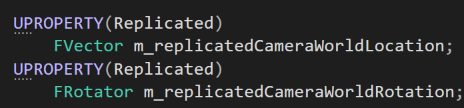 UPROPERTY(Replicated)
FVector m_replicatedCameraWorldLocation;
UPROPERTY(Replicated)
FRotator m_replicatedCameraWorldRotation;